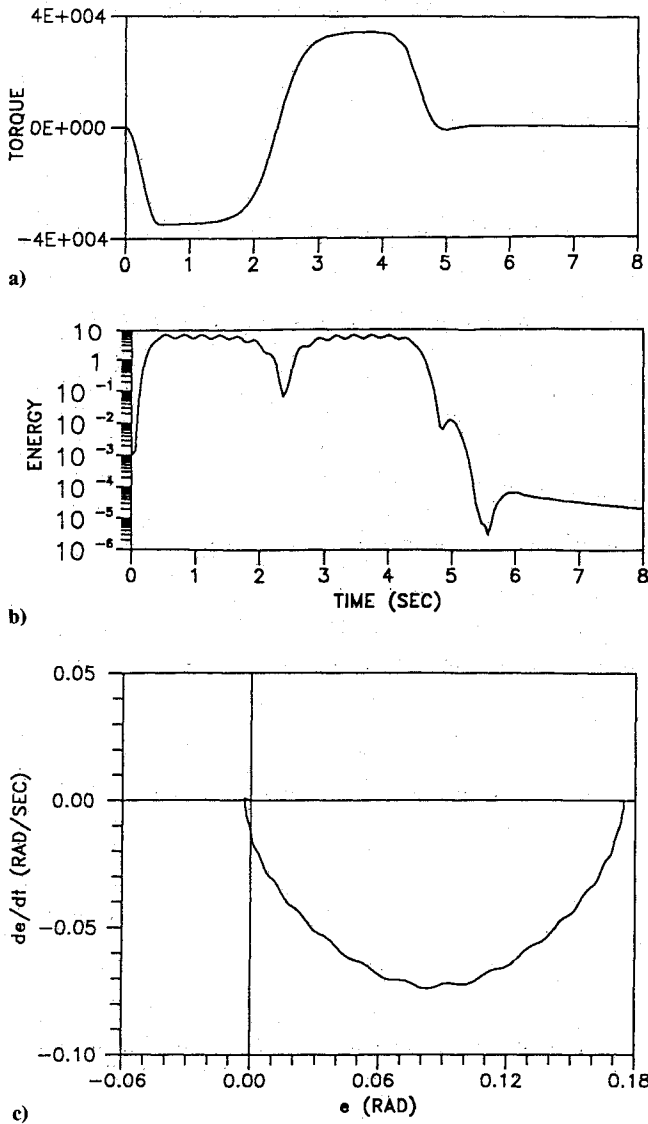 4E+004
0E+000
-4E+004
TORQUE
0 1 2 3 4 5 6 7 8
a)
10
1
10⁻¹
10⁻²
10⁻³
10⁻⁴
10⁻⁵
10⁻⁶
ENERGY
0 1 2 3 4 5 6 7 8
TIME (SEC)
b)
0.05
0.00
-0.05
-0.10
de/dt (RAD/SEC)
-0.06 0.00 0.06 0.12 0.18
e (RAD)
c)